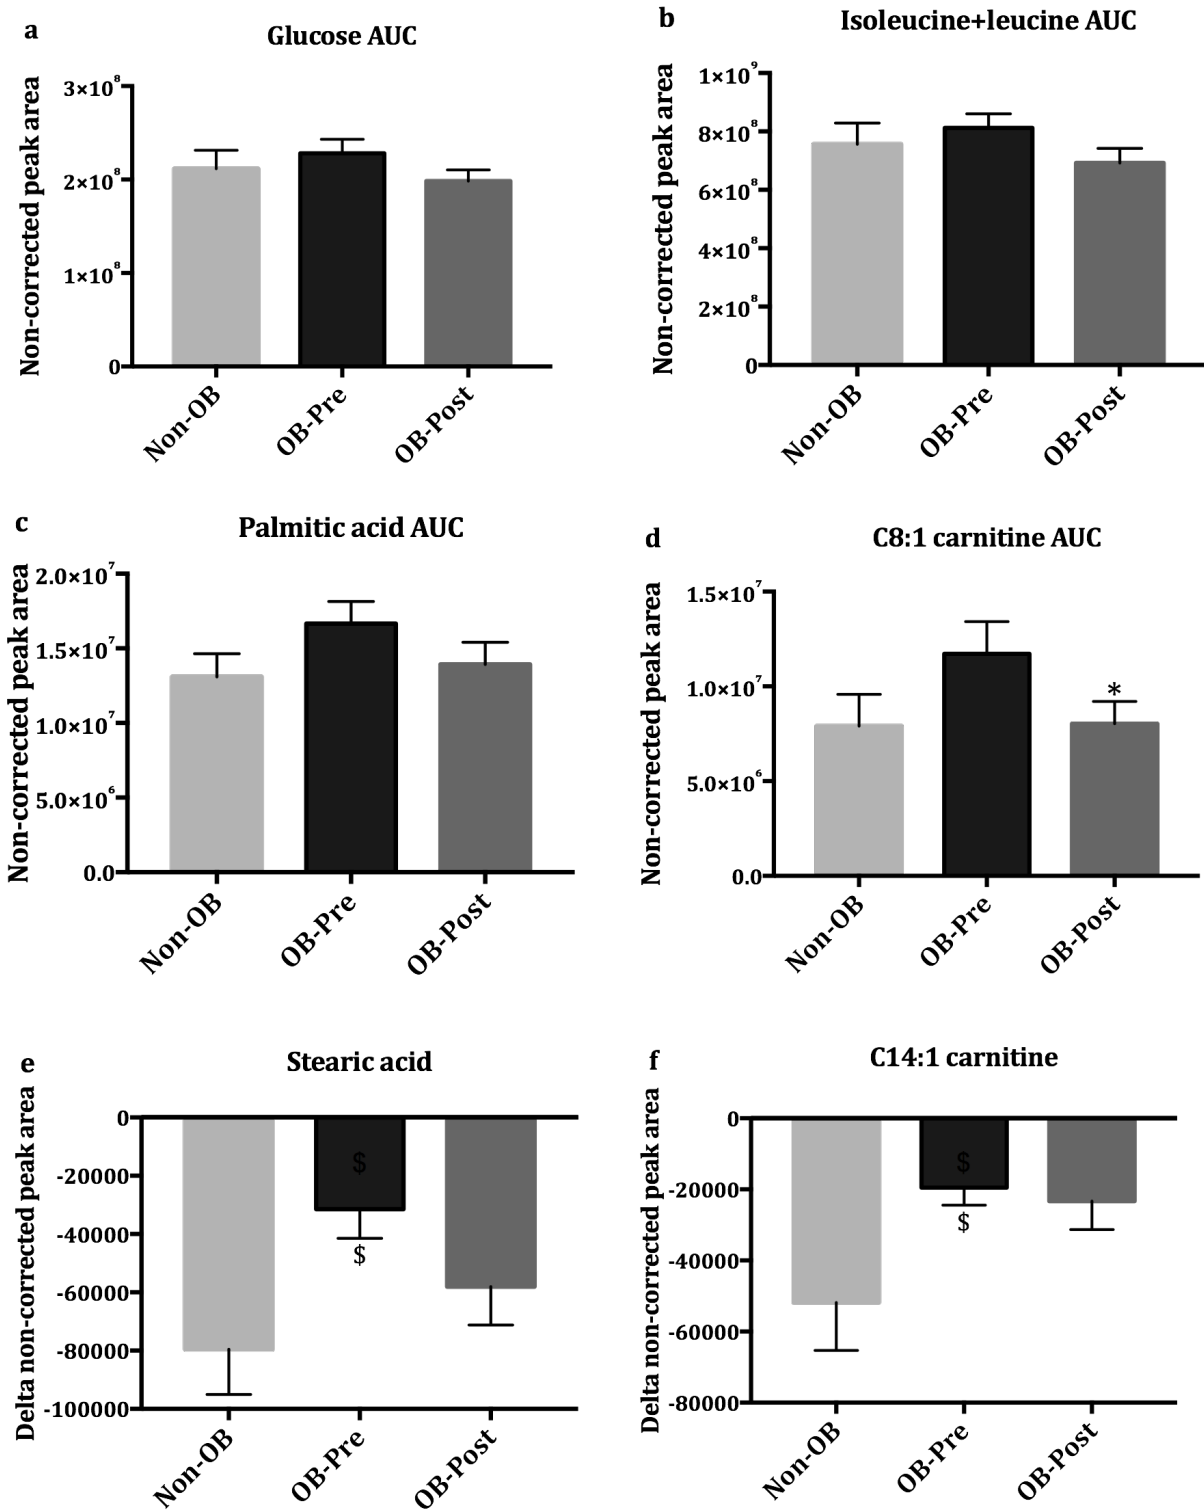 a
Glucose AUC
Non-corrected peak area
3×10⁸
2×10⁸
1×10⁸
0
Non-OB
OB-Pre
OB-Post
b
Isoleucine+leucine AUC
Non-corrected peak area
1×10⁹
8×10⁸
6×10⁸
4×10⁸
2×10⁸
0
Non-OB
OB-Pre
OB-Post
c
Palmitic acid AUC
Non-corrected peak area
2.0×10⁷
1.5×10⁷
1.0×10⁷
5.0×10⁶
0.0
Non-OB
OB-Pre
OB-Post
d
C8:1 carnitine AUC
Non-corrected peak area
1.5×10⁷
1.0×10⁷
5.0×10⁶
0.0
*
Non-OB
OB-Pre
OB-Post
e
Stearic acid
Delta non-corrected peak area
0
-20000
-40000
-60000
-80000
-100000
$
$
Non-OB
OB-Pre
OB-Post
f
C14:1 carnitine
Delta non-corrected peak area
0
-20000
-40000
-60000
-80000
$
$
Non-OB
OB-Pre
OB-Post